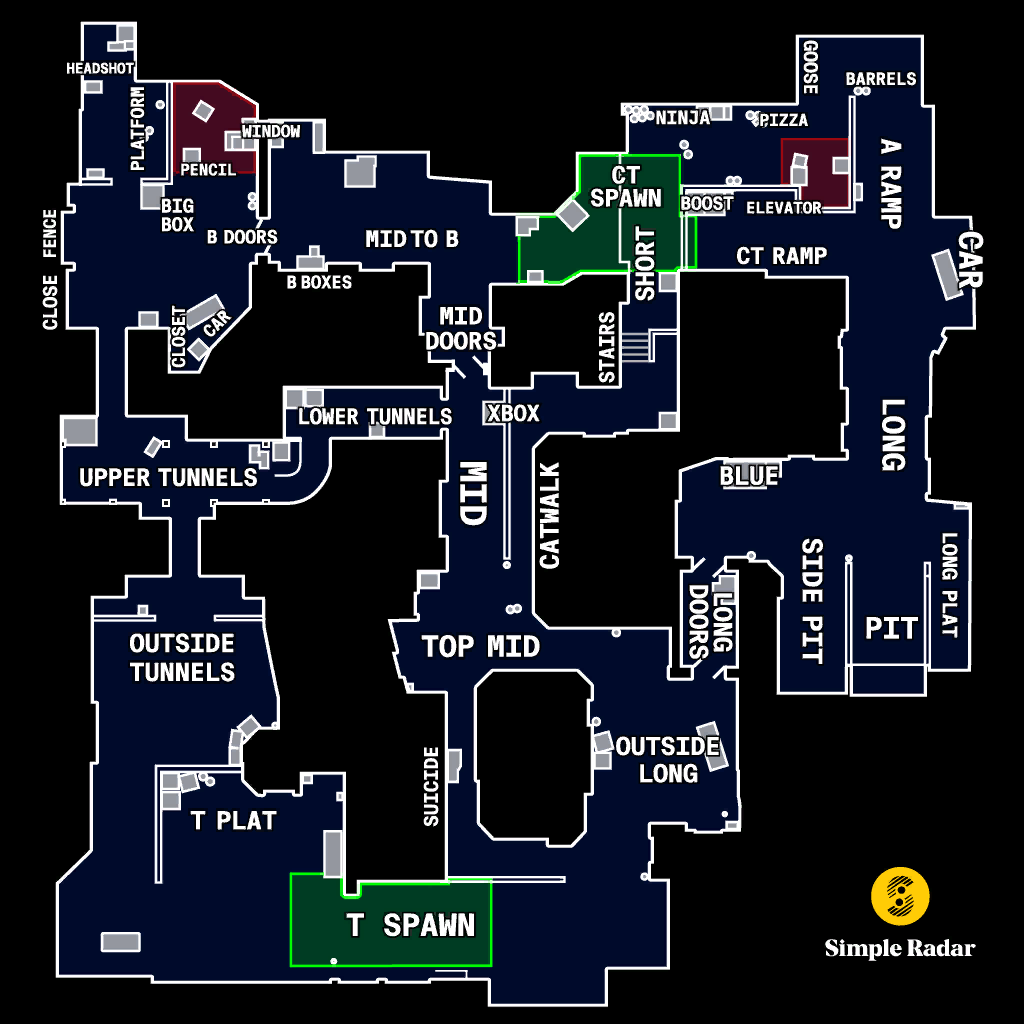 HEADSHOT
PLATFORM
WINDOW
PENCIL
BIG
BOX
B DOORS
CLOSE FENCE
MID TO B
B BOXES
CLOSET
CAR
MID
DOORS
CT
SPAWN
SHORT
STAIRS
NINJA
PIZZA
GOOSE
BARRELS
A RAMP
BOOST
ELEVATOR
CT RAMP
CAR
LOWER TUNNELS
XBOX
UPPER TUNNELS
MID
CATWALK
LONG
BLUE
LONG
DOORS
SIDE PIT
PIT
LONG PLAT
OUTSIDE
TUNNELS
TOP MID
SUICIDE
OUTSIDE
LONG
T PLAT
T SPAWN
Simple Radar